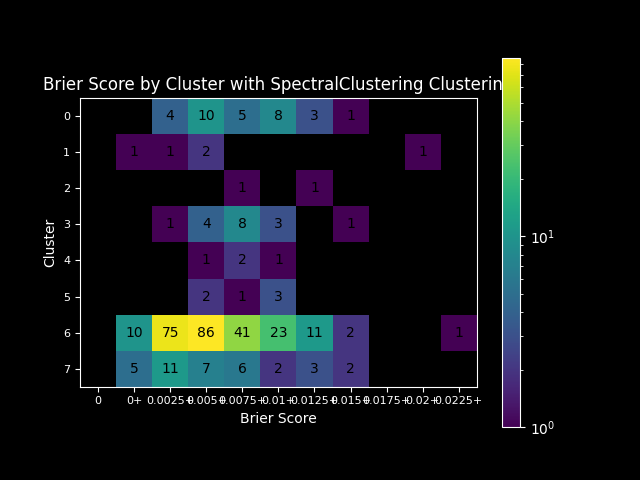 Brier Score by Cluster with SpectralClustering Clusterin
0 4 10 5 8 3 1
1 1 1 2 1
2 1 1
3 1 4 8 3 1
4 1 2 1
5 2 1 3
6 10 75 86 41 23 11 2 1
7 5 11 7 6 2 3 2
0 0+ 0.0025+ 0.005+ 0.0075+ 0.01+ 0.0125+ 0.015+ 0.0175+ 0.02+ 0.0225+
Brier Score
Cluster
10^1
10^0